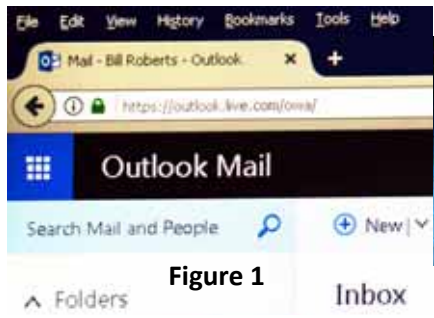 File Edit View History Bookmarks Tools Help
Mail - Bill Roberts - Outlook × +
https://outlook.live.com/owa/
Outlook Mail
Search Mail and People New
Figure 1
Folders Inbox